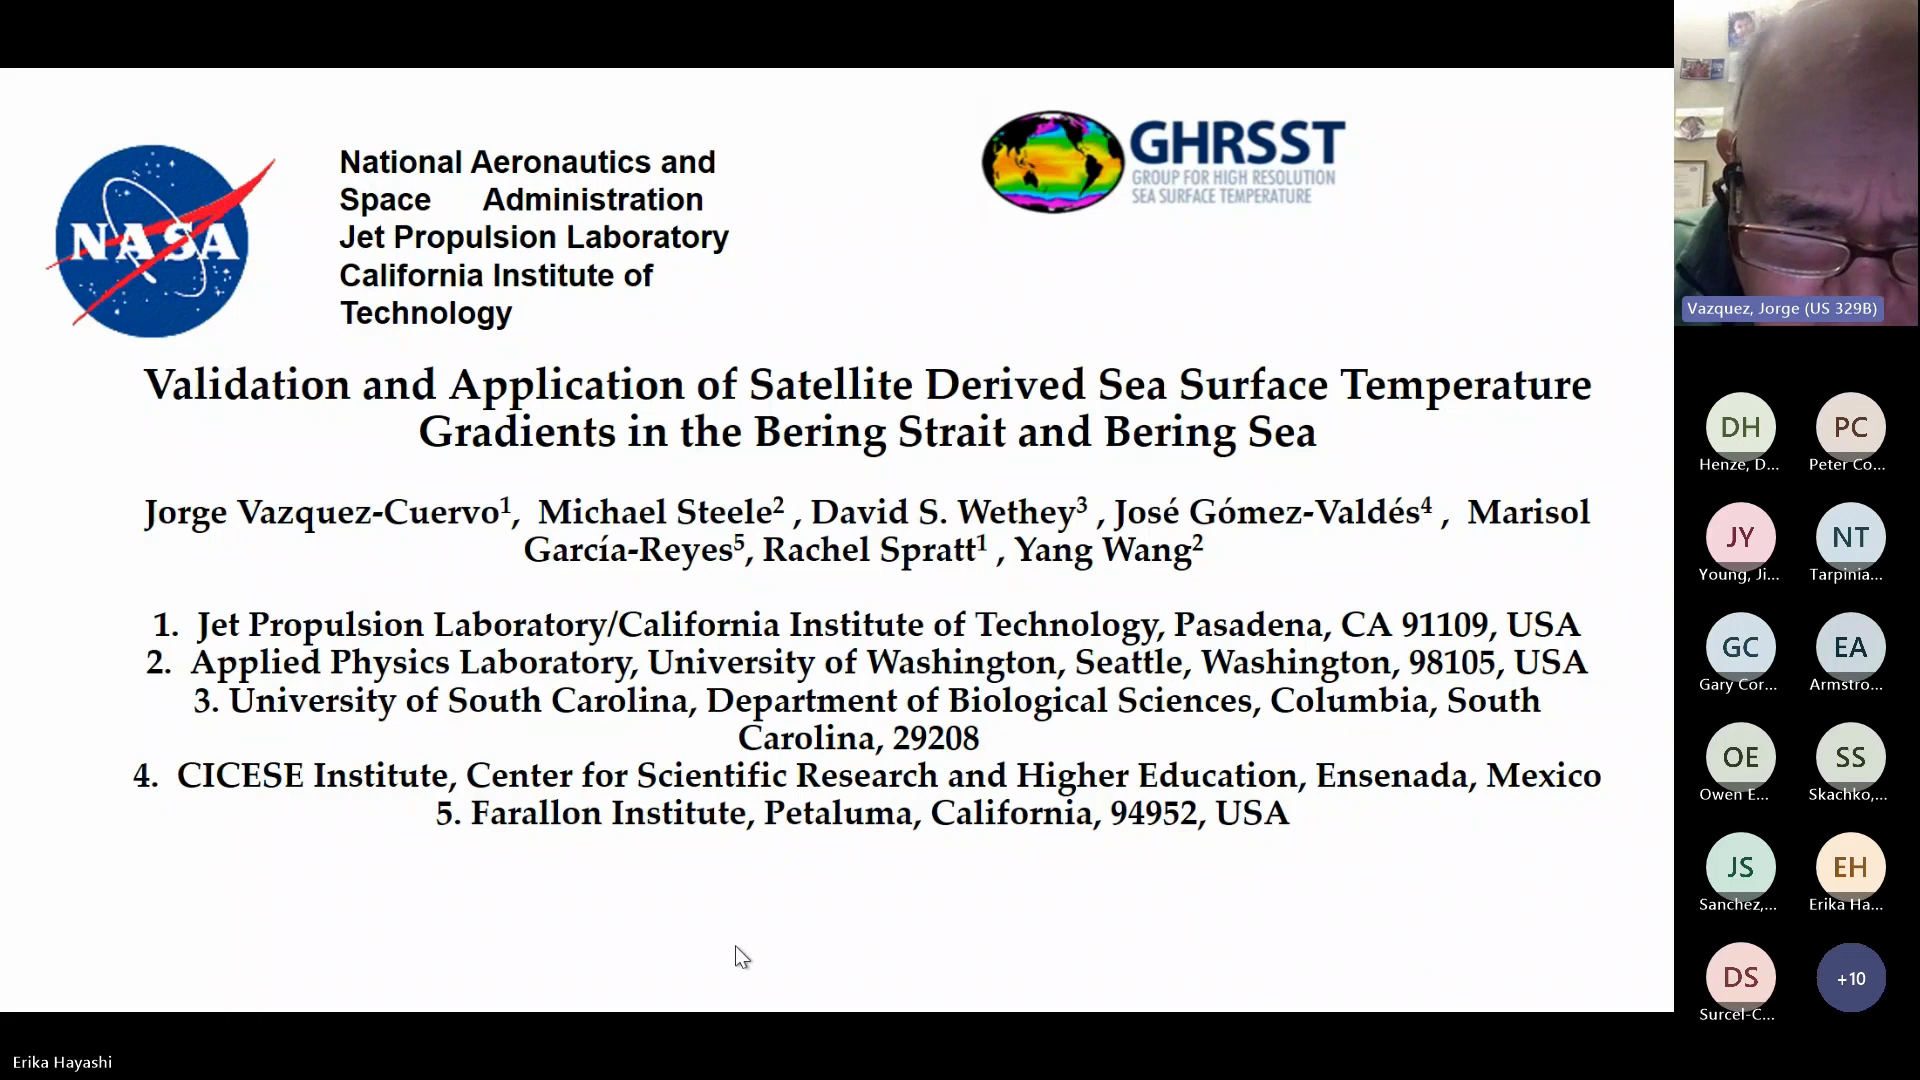 NASA
National Aeronautics and
Space Administration
Jet Propulsion Laboratory
California Institute of
Technology
GHRSST
GROUP FOR HIGH RESOLUTION
SEA SURFACE TEMPERATURE
Validation and Application of Satellite Derived Sea Surface Temperature
Gradients in the Bering Strait and Bering Sea
Jorge Vazquez-Cuervo¹, Michael Steele² , David S. Wethey³ , José Gómez-Valdés⁴ , Marisol
García-Reyes⁵, Rachel Spratt¹ , Yang Wang²
1. Jet Propulsion Laboratory/California Institute of Technology, Pasadena, CA 91109, USA
2. Applied Physics Laboratory, University of Washington, Seattle, Washington, 98105, USA
3. University of South Carolina, Department of Biological Sciences, Columbia, South
Carolina, 29208
4. CICESE Institute, Center for Scientific Research and Higher Education, Ensenada, Mexico
5. Farallon Institute, Petaluma, California, 94952, USA
Vazquez, Jorge (US 329B)
DH
Henze, D...
PC
Peter Co...
JY
Young, Ji...
NT
Tarpinia...
GC
Gary Cor...
EA
Armstro...
OE
Owen E...
SS
Skachko,...
JS
Sanchez,...
EH
Erika Ha...
DS
Surcel-C...
+10
Erika Hayashi